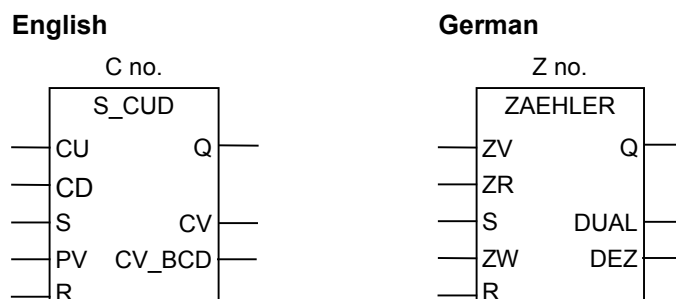 English
C no.
S_CUD
CU Q
CD
S CV
PV CV_BCD
R
German
Z no.
ZAEHLER
ZV Q
ZR
S DUAL
ZW DEZ
R